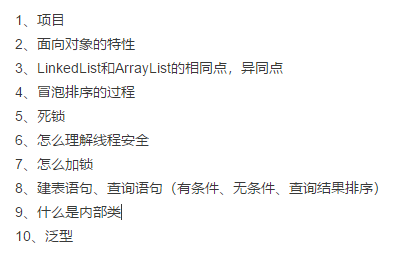 1、项目
2、面向对象的特性
3、LinkedList和ArrayList的相同点，异同点
4、冒泡排序的过程
5、死锁
6、怎么理解线程安全
7、怎么加锁
8、建表语句、查询语句（有条件、无条件、查询结果排序）
9、什么是内部类
10、泛型